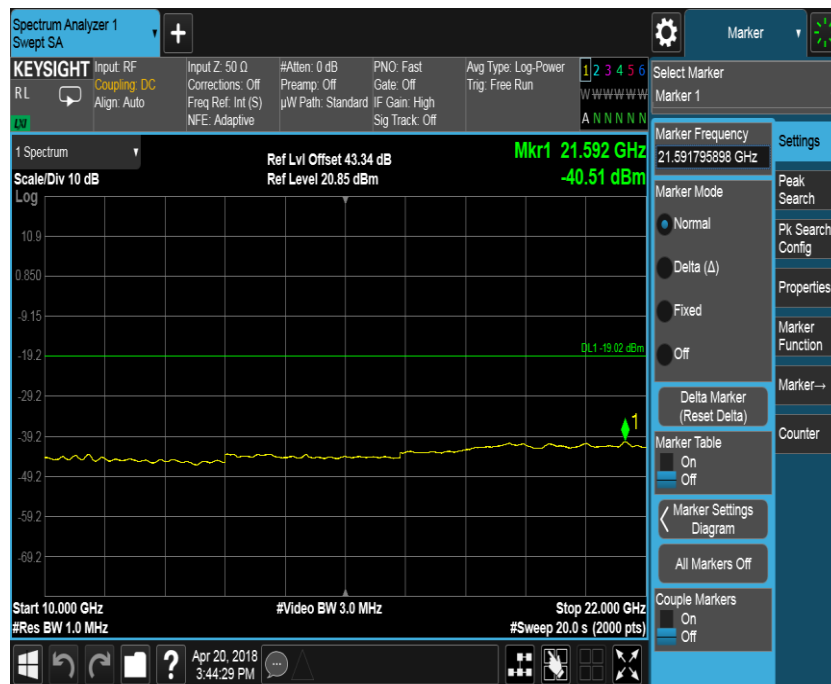 Spectrum Analyzer 1
Swept SA
Marker
KEYSIGHT
RL
LXI
Input: RF
Coupling: DC
Align: Auto
Input Z: 50 Ω
Corrections: Off
Freq Ref: Int (S)
NFE: Adaptive
#Atten: 0 dB
Preamp: Off
µW Path: Standard
PNO: Fast
Gate: Off
IF Gain: High
Sig Track: Off
Avg Type: Log-Power
Trig: Free Run
1 2 3 4 5 6
W W W W W W
A N N N N N
Select Marker
Marker 1
1 Spectrum
Scale/Div 10 dB
Log
Ref Lvl Offset 43.34 dB
Ref Level 20.85 dBm
Mkr1 21.592 GHz
-40.51 dBm
10.9
0.850
-9.15
-19.2
-29.2
-39.2
-49.2
-59.2
-69.2
DL1 -19.02 dBm
1
Start 10.000 GHz
#Res BW 1.0 MHz
#Video BW 3.0 MHz
Stop 22.000 GHz
#Sweep 20.0 s (2000 pts)
Marker Frequency
21.591795898 GHz
Marker Mode
Normal
Delta (Δ)
Fixed
Off
Delta Marker
(Reset Delta)
Marker Table
On
Off
Marker Settings
Diagram
All Markers Off
Couple Markers
On
Off
Settings
Peak
Search
Pk Search
Config
Properties
Marker
Function
Marker→
Counter
?
Apr 20, 2018
3:44:29 PM